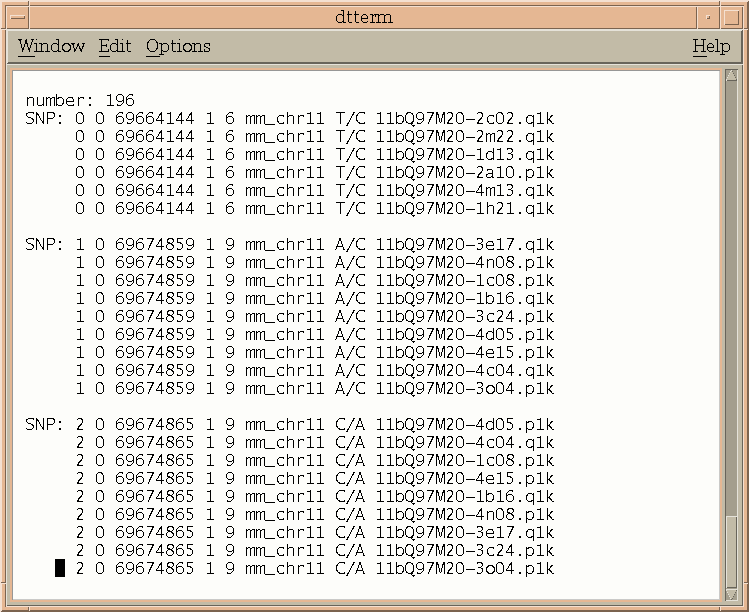 dtterm
Window Edit Options Help
number: 196
SNP: 0 0 69664144 1 6 mm_chr11 T/C 11bQ97M20-2c02.q1k
0 0 69664144 1 6 mm_chr11 T/C 11bQ97M20-2m22.q1k
0 0 69664144 1 6 mm_chr11 T/C 11bQ97M20-1d13.q1k
0 0 69664144 1 6 mm_chr11 T/C 11bQ97M20-2a10.p1k
0 0 69664144 1 6 mm_chr11 T/C 11bQ97M20-4m13.q1k
0 0 69664144 1 6 mm_chr11 T/C 11bQ97M20-1h21.q1k
SNP: 1 0 69674859 1 9 mm_chr11 A/C 11bQ97M20-3e17.q1k
1 0 69674859 1 9 mm_chr11 A/C 11bQ97M20-4n08.p1k
1 0 69674859 1 9 mm_chr11 A/C 11bQ97M20-1c08.p1k
1 0 69674859 1 9 mm_chr11 A/C 11bQ97M20-1b16.q1k
1 0 69674859 1 9 mm_chr11 A/C 11bQ97M20-3c24.p1k
1 0 69674859 1 9 mm_chr11 A/C 11bQ97M20-4d05.p1k
1 0 69674859 1 9 mm_chr11 A/C 11bQ97M20-4e15.p1k
1 0 69674859 1 9 mm_chr11 A/C 11bQ97M20-4c04.q1k
1 0 69674859 1 9 mm_chr11 A/C 11bQ97M20-3o04.p1k
SNP: 2 0 69674865 1 9 mm_chr11 C/A 11bQ97M20-4d05.p1k
2 0 69674865 1 9 mm_chr11 C/A 11bQ97M20-4c04.q1k
2 0 69674865 1 9 mm_chr11 C/A 11bQ97M20-1c08.p1k
2 0 69674865 1 9 mm_chr11 C/A 11bQ97M20-4e15.p1k
2 0 69674865 1 9 mm_chr11 C/A 11bQ97M20-1b16.q1k
2 0 69674865 1 9 mm_chr11 C/A 11bQ97M20-4n08.p1k
2 0 69674865 1 9 mm_chr11 C/A 11bQ97M20-3e17.q1k
2 0 69674865 1 9 mm_chr11 C/A 11bQ97M20-3c24.p1k
2 0 69674865 1 9 mm_chr11 C/A 11bQ97M20-3o04.p1k